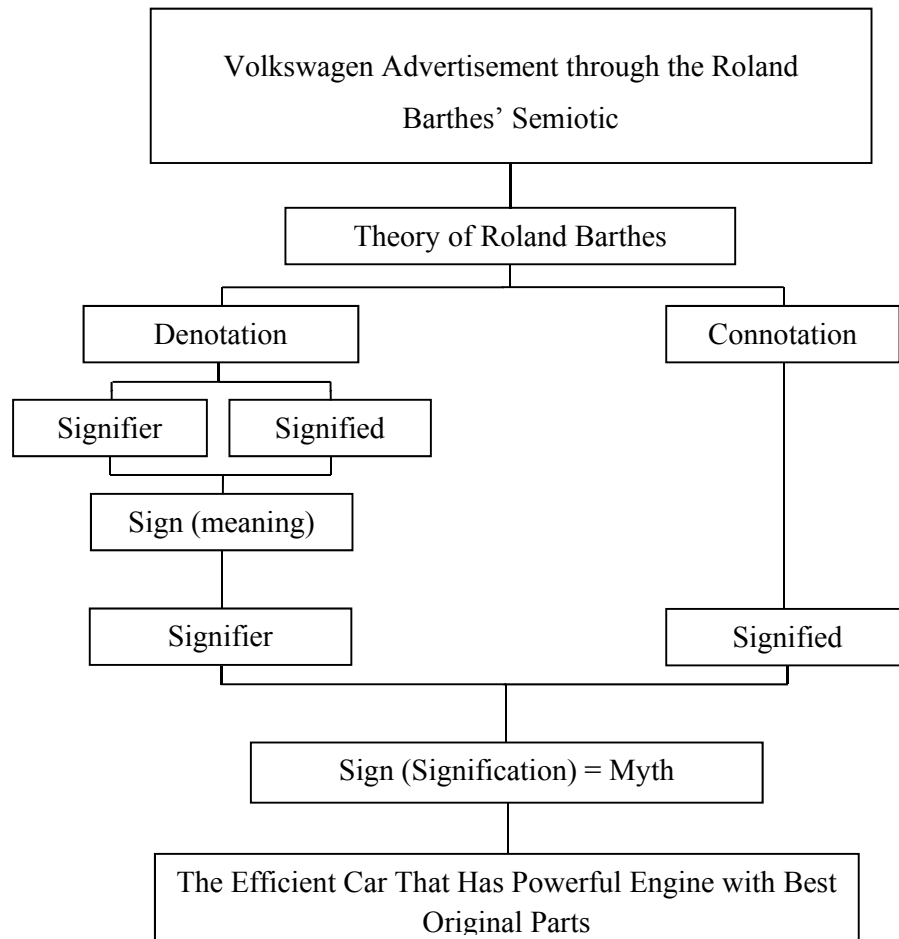 Volkswagen Advertisement through the Roland
Barthes’ Semiotic
Theory of Roland Barthes
Denotation
Connotation
Signifier
Signified
Sign (meaning)
Signifier
Signified
Sign (Signification) = Myth
The Efficient Car That Has Powerful Engine with Best
Original Parts